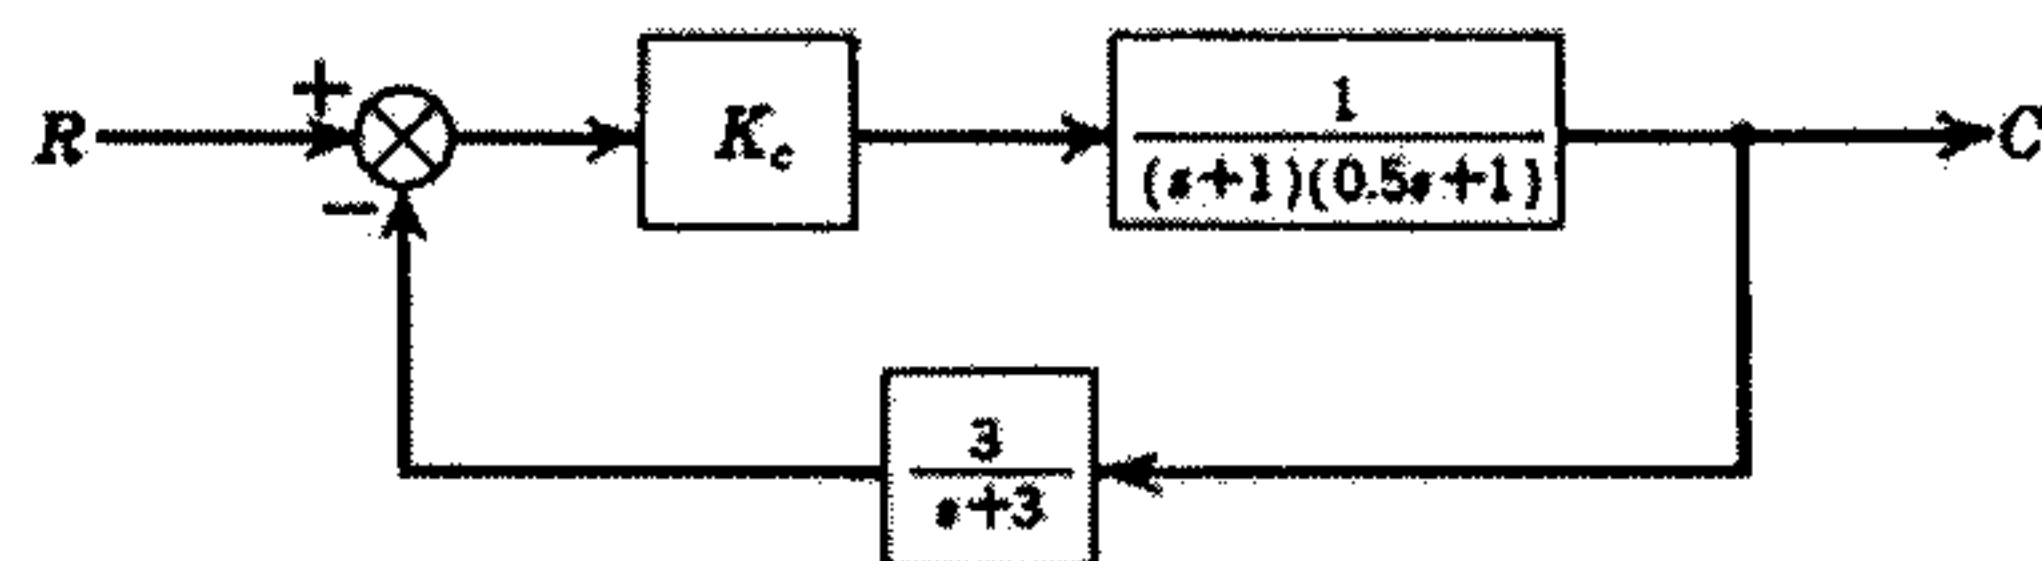 R
+
−
K_c
1
(s+1)(0.5s+1)
C
3
s+3